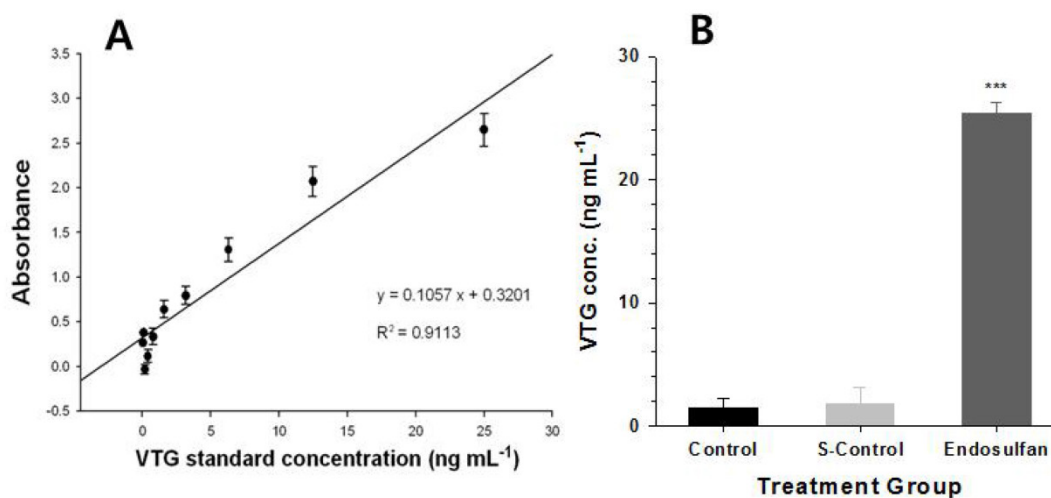 A
Absorbance
3.5
3.0
2.5
2.0
1.5
1.0
0.5
0.0
-0.5
y = 0.1057 x + 0.3201
R² = 0.9113
0 5 10 15 20 25 30
VTG standard concentration (ng mL⁻¹)
B
VTG conc. (ng mL⁻¹)
30
20
10
0
***
Control S-Control Endosulfan
Treatment Group